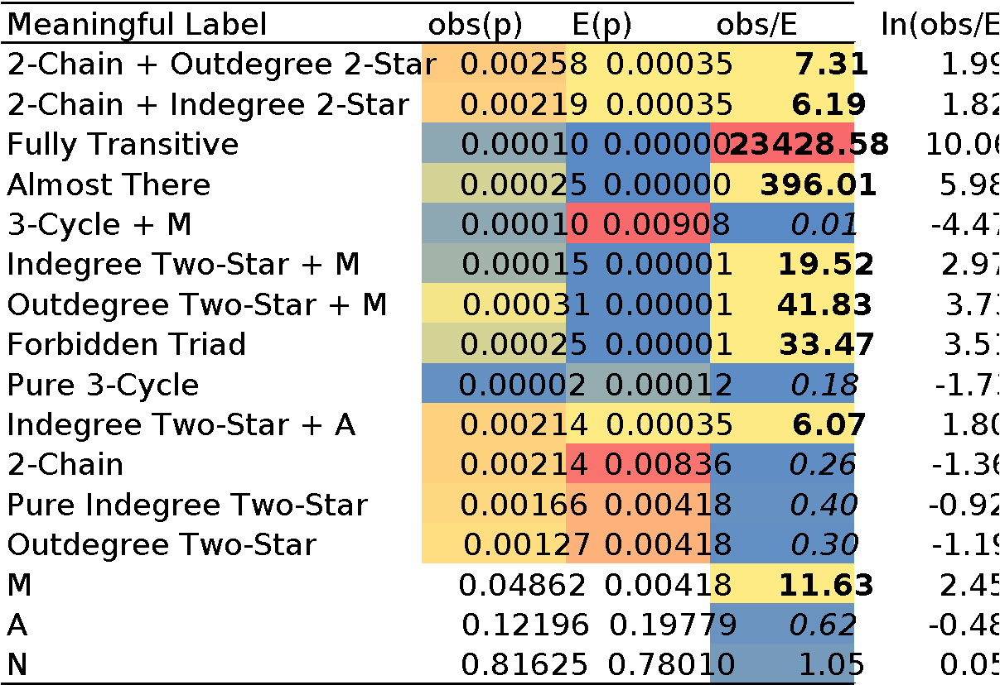 Meaningful Label obs(p) E(p) obs/E ln(obs/E
2-Chain + Outdegree 2-Star 0.00258 0.00035 7.31 1.99
2-Chain + Indegree 2-Star 0.00219 0.00035 6.19 1.82
Fully Transitive 0.00010 0.00000 23428.58 10.06
Almost There 0.00025 0.00000 396.01 5.98
3-Cycle + M 0.00010 0.00908 0.01 -4.47
Indegree Two-Star + M 0.00015 0.00001 19.52 2.97
Outdegree Two-Star + M 0.00031 0.00001 41.83 3.73
Forbidden Triad 0.00025 0.00001 33.47 3.51
Pure 3-Cycle 0.00002 0.00012 0.18 -1.71
Indegree Two-Star + A 0.00214 0.00035 6.07 1.80
2-Chain 0.00214 0.00836 0.26 -1.36
Pure Indegree Two-Star 0.00166 0.00418 0.40 -0.92
Outdegree Two-Star 0.00127 0.00418 0.30 -1.19
M 0.04862 0.00418 11.63 2.45
A 0.12196 0.19779 0.62 -0.48
N 0.81625 0.78010 1.05 0.05